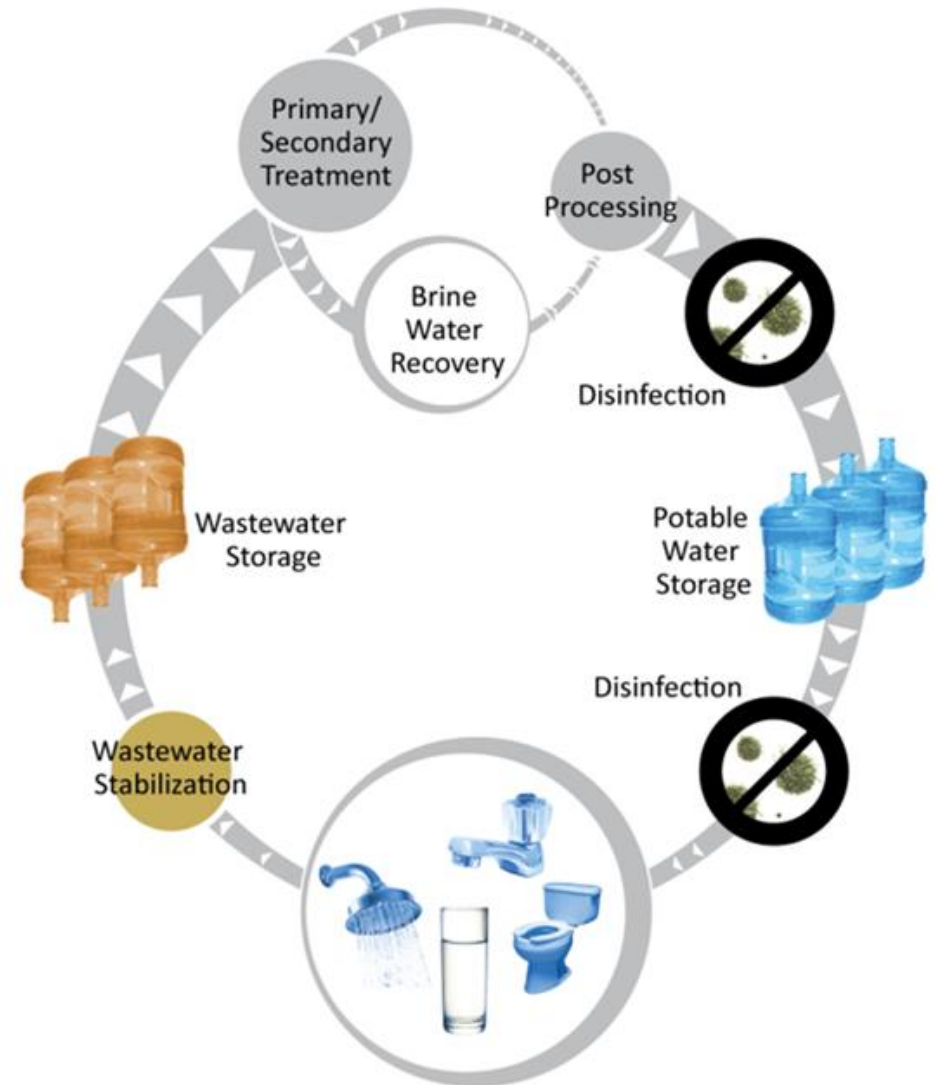 Primary/
Secondary
Treatment
Post
Processing
Brine
Water
Recovery
Disinfection
Wastewater
Storage
Potable
Water
Storage
Disinfection
Wastewater
Stabilization